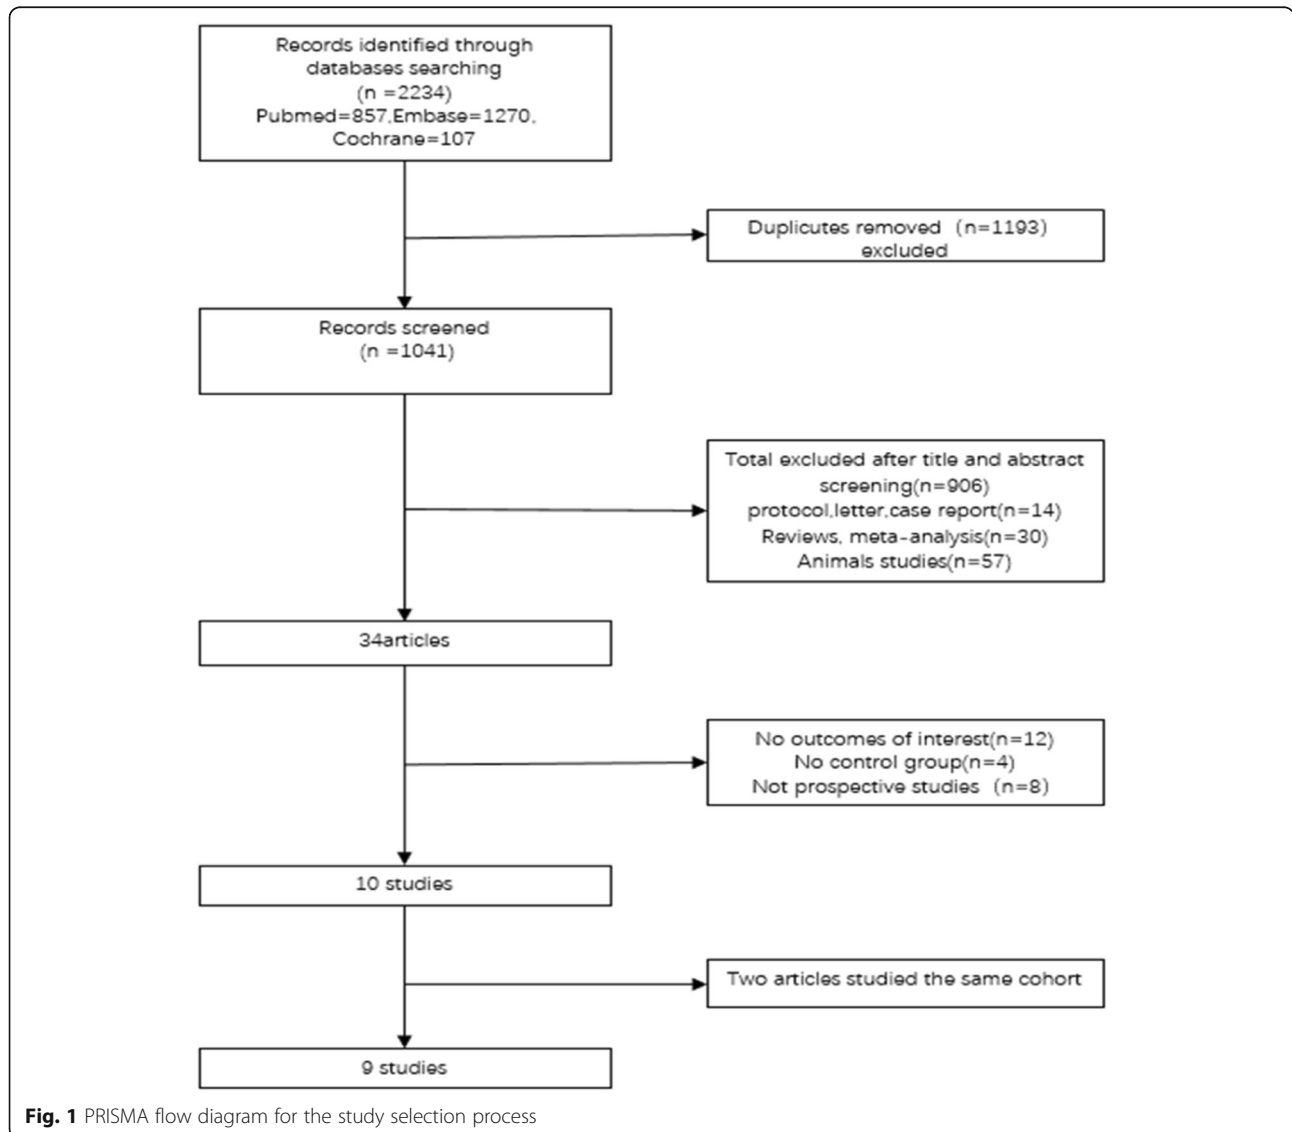 Records identified through
databases searching
(n =2234)
Pubmed=857,Embase=1270,
Cochrane=107
Duplicutes removed (n=1193)
excluded
Records screened
(n =1041)
Total excluded after title and abstract
screening(n=906)
protocol,letter,case report(n=14)
Reviews, meta-analysis(n=30)
Animals studies(n=57)
34articles
No outcomes of interest(n=12)
No control group(n=4)
Not prospective studies (n=8)
10 studies
Two articles studied the same cohort
9 studies
Fig. 1 PRISMA flow diagram for the study selection process